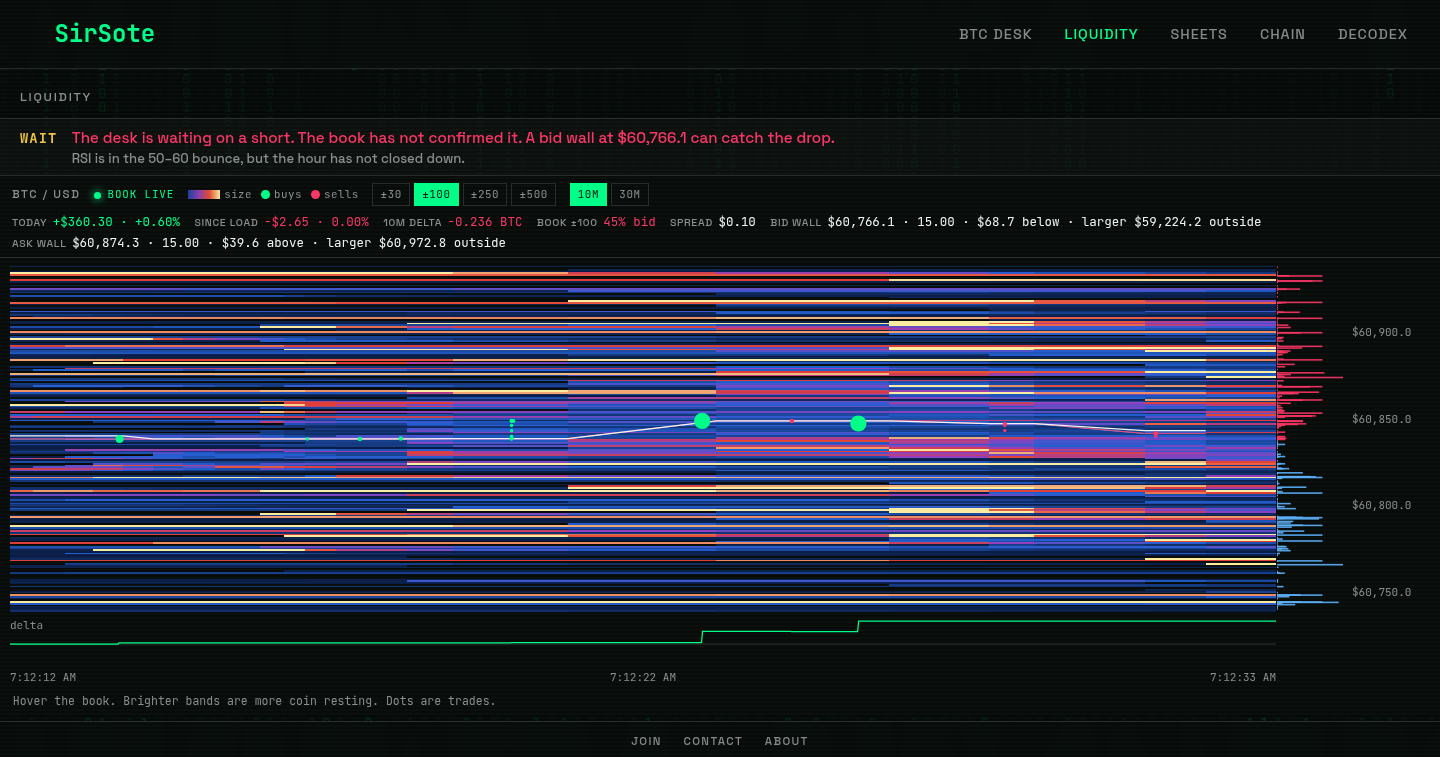 SirSote
BTC DESK LIQUIDITY SHEETS CHAIN DECODEX
LIQUIDITY
WAIT The desk is waiting on a short. The book has not confirmed it. A bid wall at $60,766.1 can catch the drop.
RSI is in the 50–60 bounce, but the hour has not closed down.
BTC / USD BOOK LIVE size buys sells ±30 ±100 ±250 ±500 10M 30M
TODAY +$360.30 · +0.60% SINCE LOAD -$2.65 · 0.00% 10M DELTA -0.236 BTC BOOK ±100 45% bid SPREAD $0.10 BID WALL $60,766.1 · 15.00 · $68.7 below · larger $59,224.2 outside
ASK WALL $60,874.3 · 15.00 · $39.6 above · larger $60,972.8 outside
$60,900.0
$60,850.0
$60,800.0
$60,750.0
delta
7:12:12 AM 7:12:22 AM 7:12:33 AM
Hover the book. Brighter bands are more coin resting. Dots are trades.
JOIN CONTACT ABOUT